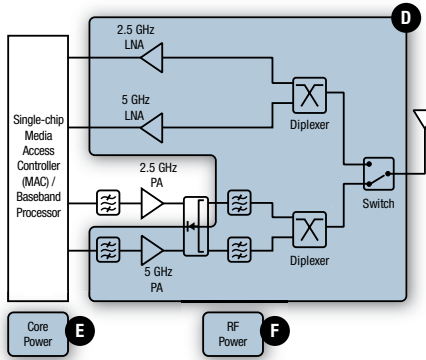 D
2.5 GHz
LNA
5 GHz
LNA
Diplexer
Single-chip
Media
Access
Controller
(MAC) /
Baseband
Processor
2.5 GHz
PA
Switch
Diplexer
5 GHz
PA
Core
Power
E
RF
Power
F